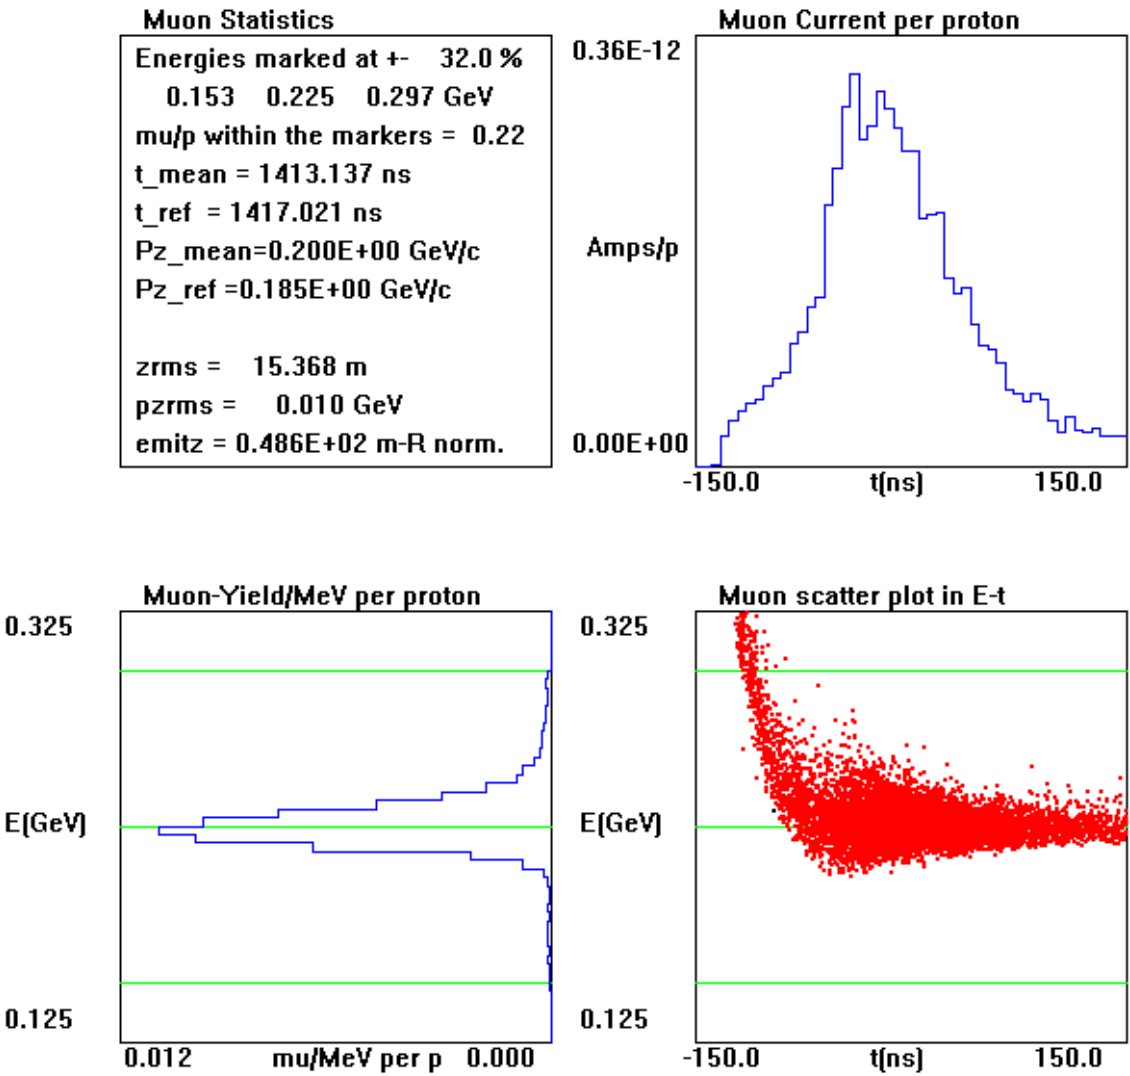 Muon Statistics
Energies marked at +- 32.0 %
0.153 0.225 0.297 GeV
mu/p within the markers = 0.22
t_mean = 1413.137 ns
t_ref = 1417.021 ns
Pz_mean=0.200E+00 GeV/c
Pz_ref =0.185E+00 GeV/c
zrms = 15.368 m
pzrms = 0.010 GeV
emitz = 0.486E+02 m-R norm.
Muon Current per proton
0.36E-12
Amps/p
0.00E+00
-150.0 t(ns) 150.0
Muon-Yield/MeV per proton
0.325
E(GeV)
0.125
0.012 mu/MeV per p 0.000
Muon scatter plot in E-t
0.325
E(GeV)
0.125
-150.0 t(ns) 150.0